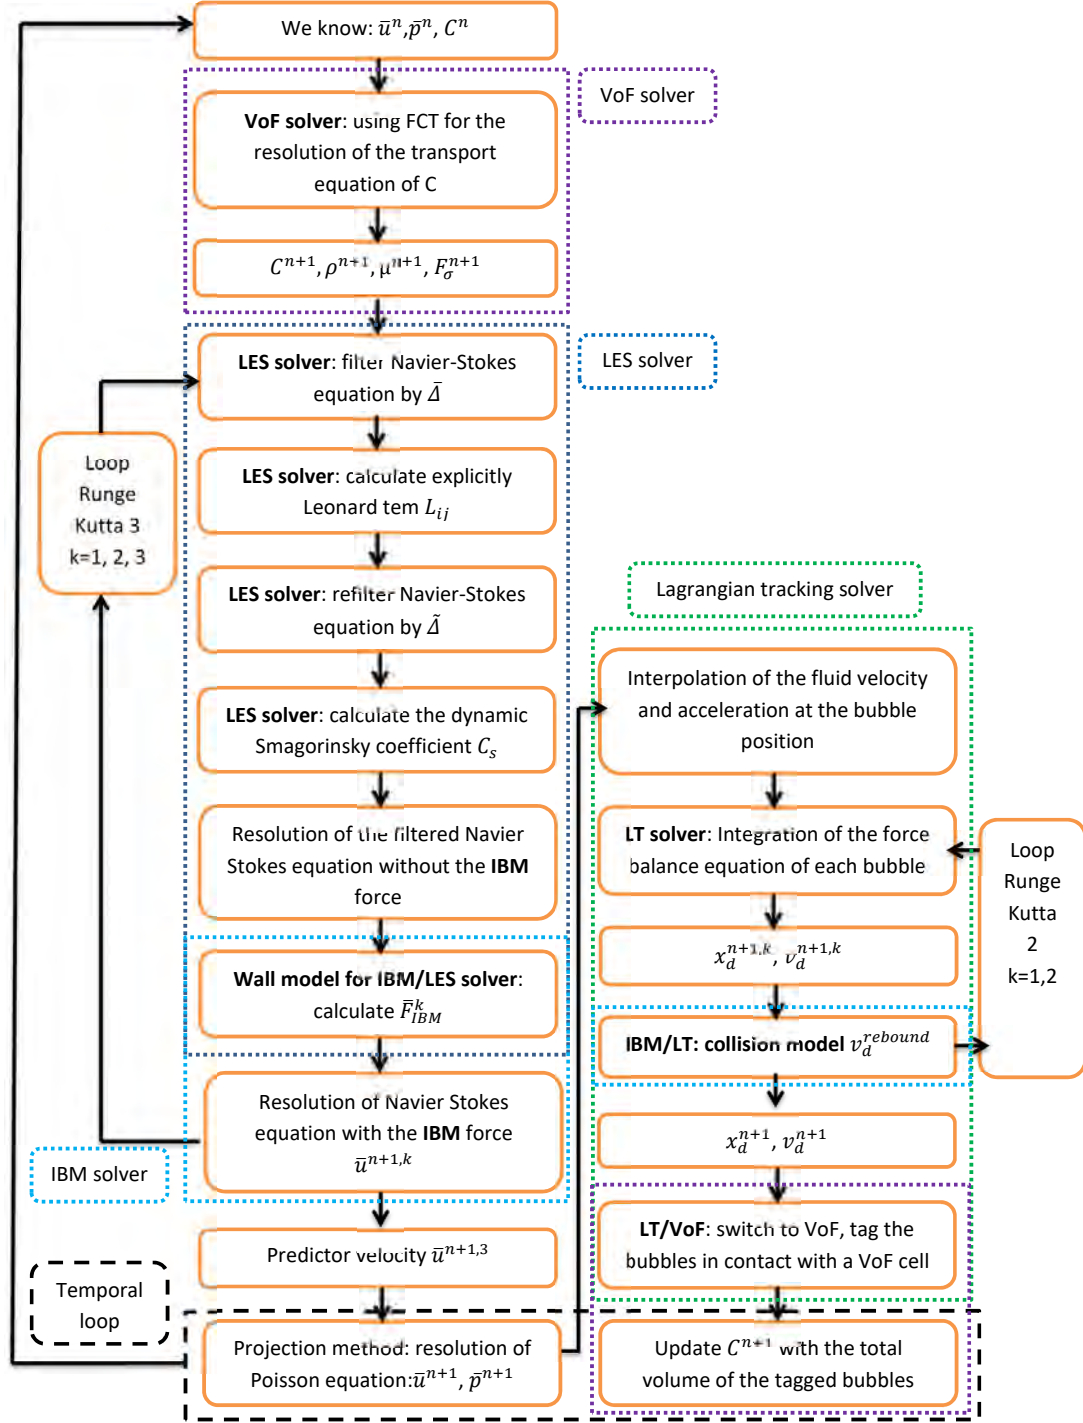 We know: ū^n, p̄^n, C^n
VoF solver
VoF solver: using FCT for the
resolution of the transport
equation of C
C^{n+1}, ρ^{n+1}, μ^{n+1}, F_σ^{n+1}
LES solver
LES solver: filter Navier-Stokes
equation by Δ̄
Loop
Runge
Kutta 3
k=1, 2, 3
LES solver: calculate explicitly
Leonard tem L_{ij}
LES solver: refilter Navier-Stokes
equation by Δ̃
LES solver: calculate the dynamic
Smagorinsky coefficient C_s
Resolution of the filtered Navier
Stokes equation without the IBM
force
Wall model for IBM/LES solver:
calculate F̄_{IBM}^k
Resolution of Navier Stokes
equation with the IBM force
ū^{n+1,k}
IBM solver
Predictor velocity ū^{n+1,3}
Temporal
loop
Projection method: resolution of
Poisson equation:ū^{n+1}, p̄^{n+1}
Lagrangian tracking solver
Interpolation of the fluid velocity
and acceleration at the bubble
position
LT solver: Integration of the force
balance equation of each bubble
Loop
Runge
Kutta
2
k=1,2
x_d^{n+1,k}, v_d^{n+1,k}
IBM/LT: collision model v_d^{rebound}
x_d^{n+1}, v_d^{n+1}
LT/VoF: switch to VoF, tag the
bubbles in contact with a VoF cell
Update C^{n+1} with the total
volume of the tagged bubbles